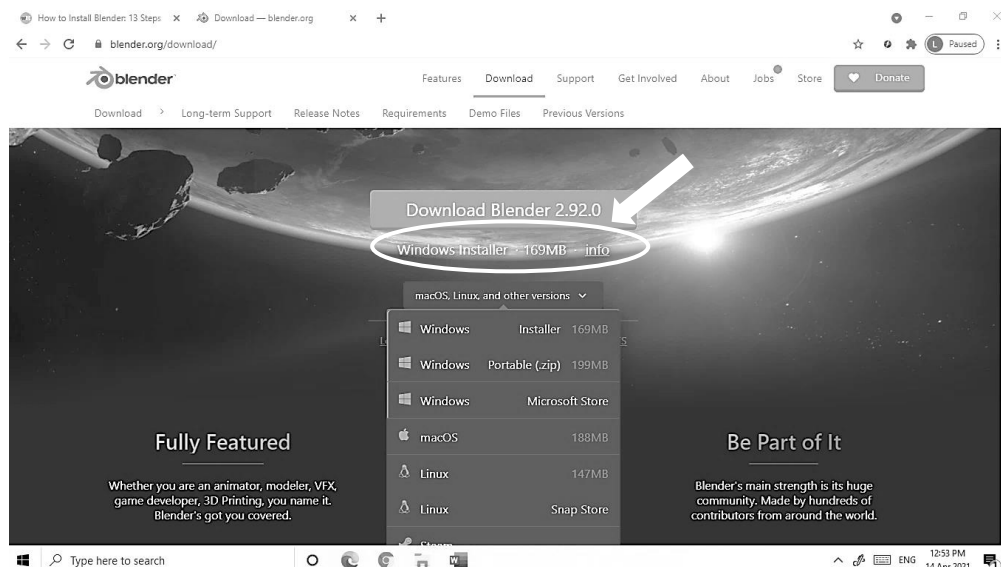 How to Install Blender: 13 Steps
Download — blender.org
blender.org/download/
L Paused
blender
Features Download Support Get Involved About Jobs Store Donate
Download > Long-term Support Release Notes Requirements Demo Files Previous Versions
Download Blender 2.92.0
Windows Installer · 169MB · info
macOS, Linux, and other versions
Windows Installer 169MB
Windows Portable (.zip) 199MB
Windows Microsoft Store
macOS 188MB
Linux 147MB
Linux Snap Store
Steam
Fully Featured
Whether you are an animator, modeler, VFX,
game developer, 3D Printing, you name it.
Blender's got you covered.
Be Part of It
Blender's main strength is its huge
community. Made by hundreds of
contributors from around the world.
Type here to search
ENG
12:53 PM
14 Apr 2021